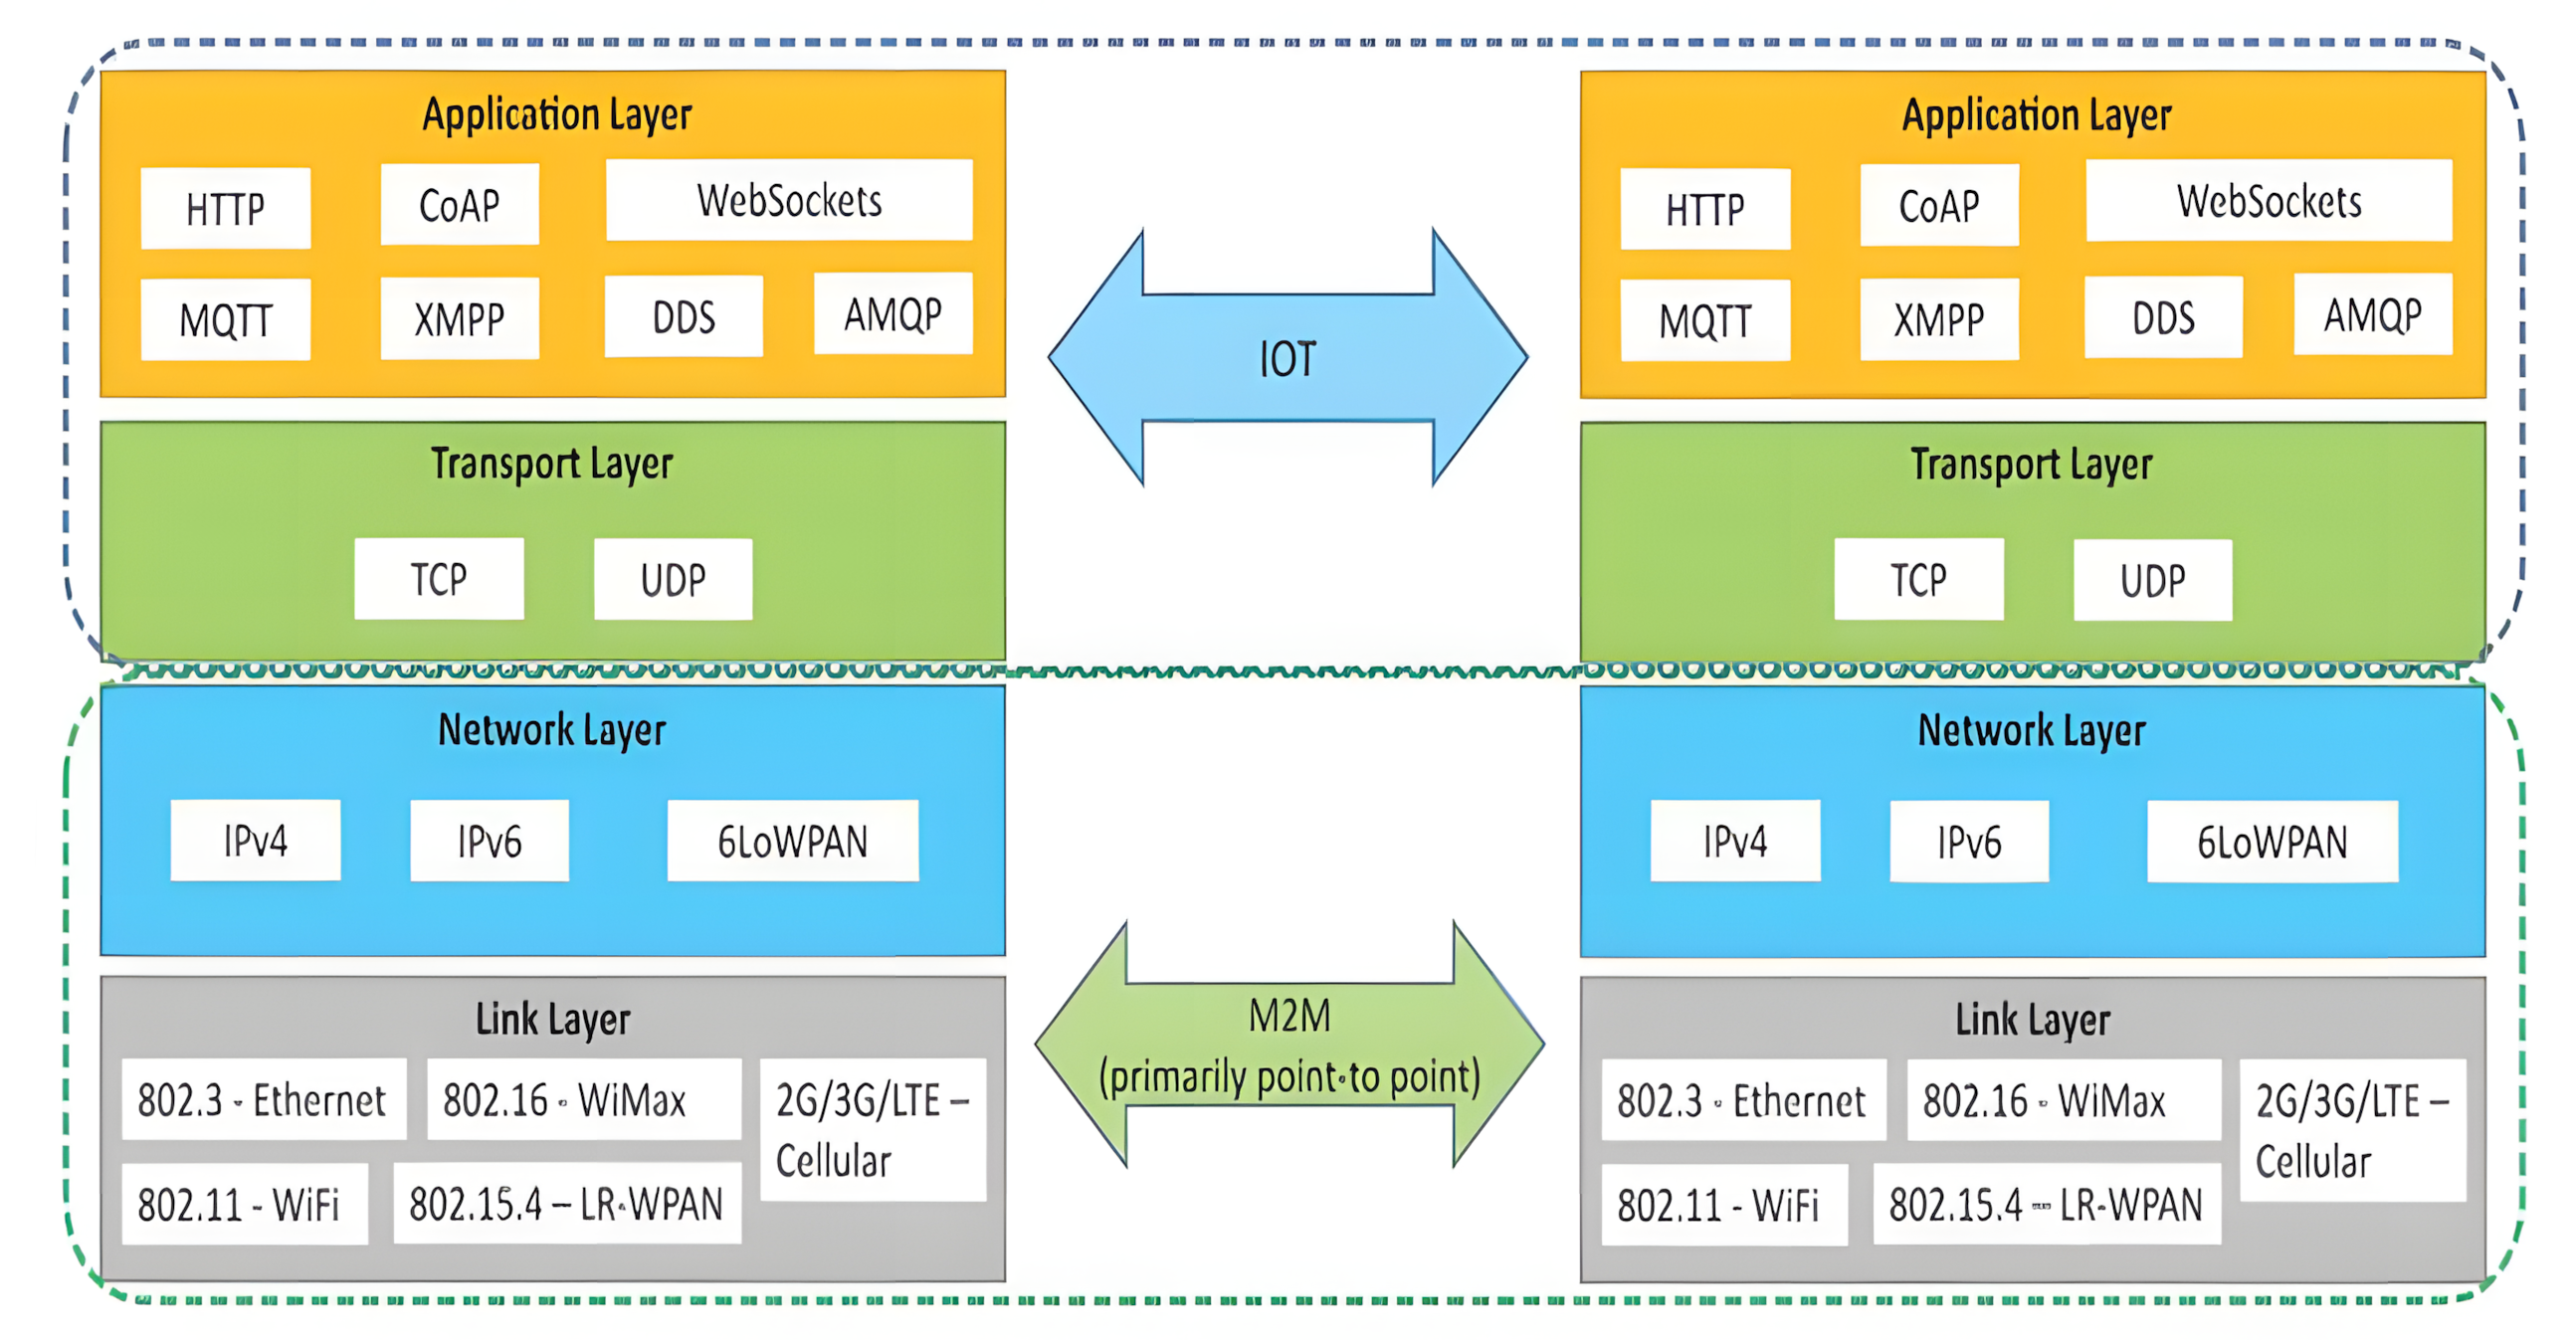 Application Layer
HTTP
CoAP
WebSockets
MQTT
XMPP
DDS
AMQP
Transport Layer
TCP
UDP
Network Layer
IPv4
IPv6
6LoWPAN
Link Layer
802.3 - Ethernet
802.16 - WiMax
2G/3G/LTE –
Cellular
802.11 - WiFi
802.15.4 – LR-WPAN
IOT
M2M
(primarily point-to point)
Application Layer
HTTP
CoAP
WebSockets
MQTT
XMPP
DDS
AMQP
Transport Layer
TCP
UDP
Network Layer
IPv4
IPv6
6LoWPAN
Link Layer
802.3 - Ethernet
802.16 - WiMax
2G/3G/LTE –
Cellular
802.11 - WiFi
802.15.4 – LR-WPAN